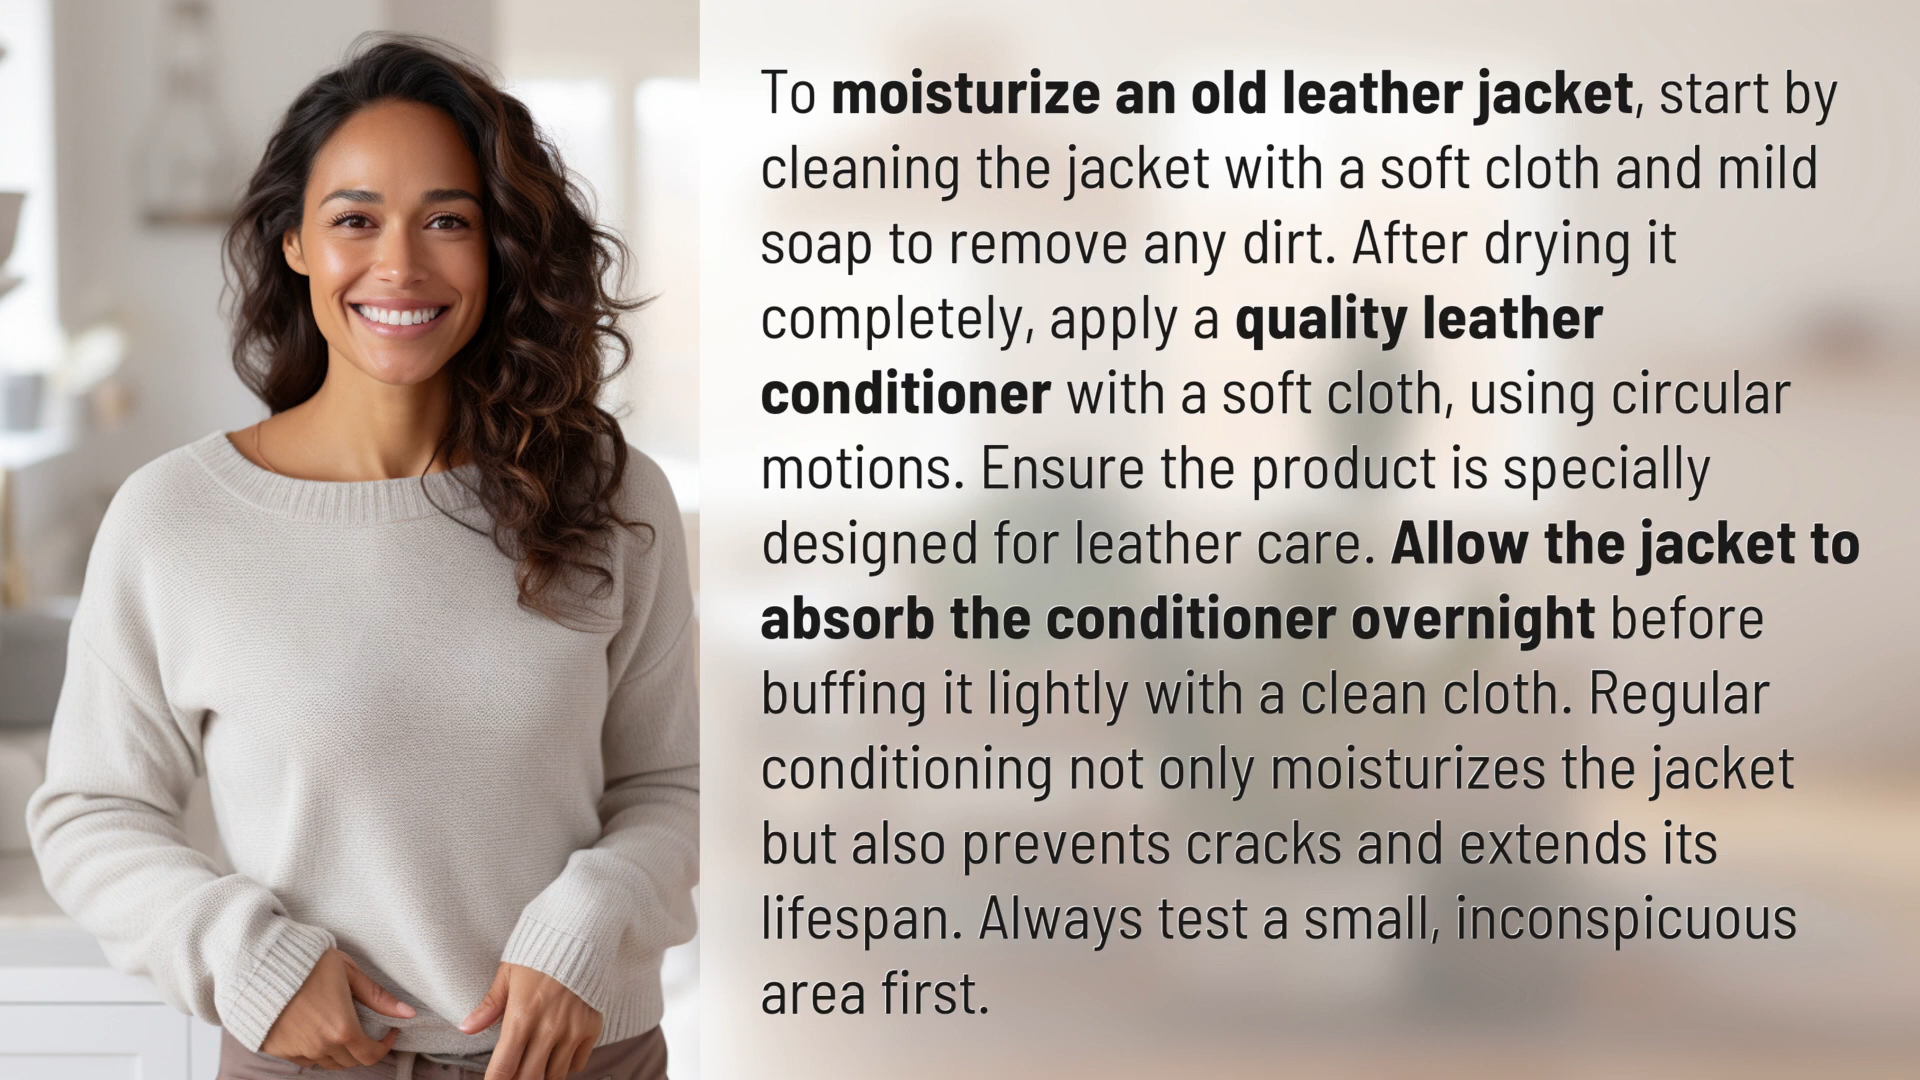 To moisturize an old leather jacket, start by
cleaning the jacket with a soft cloth and mild
soap to remove any dirt. After drying it
completely, apply a quality leather
conditioner with a soft cloth, using circular
motions. Ensure the product is specially
designed for leather care. Allow the jacket to
absorb the conditioner overnight before
buffing it lightly with a clean cloth. Regular
conditioning not only moisturizes the jacket
but also prevents cracks and extends its
lifespan. Always test a small, inconspicuous
area first.